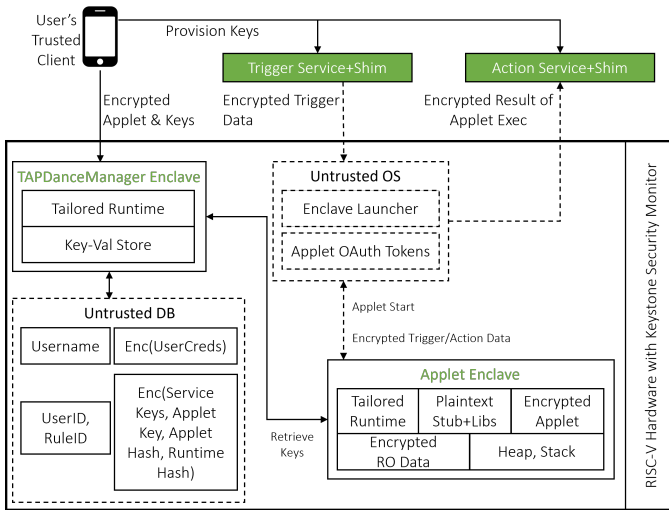 User's
Trusted
Client
Provision Keys
Trigger Service+Shim
Action Service+Shim
Encrypted
Applet & Keys
Encrypted Trigger
Data
Encrypted Result of
Applet Exec
TAPDanceManager Enclave
Tailored Runtime
Key-Val Store
Untrusted OS
Enclave Launcher
Applet OAuth Tokens
Untrusted DB
Username
Enc(UserCreds)
UserID,
RuleID
Enc(Service
Keys, Applet
Key, Applet
Hash, Runtime
Hash)
Applet Start
Encrypted Trigger/Action Data
Retrieve
Keys
Applet Enclave
Tailored
Runtime
Plaintext
Stub+Libs
Encrypted
Applet
Encrypted
RO Data
Heap, Stack
RISC-V Hardware with Keystone Security Monitor